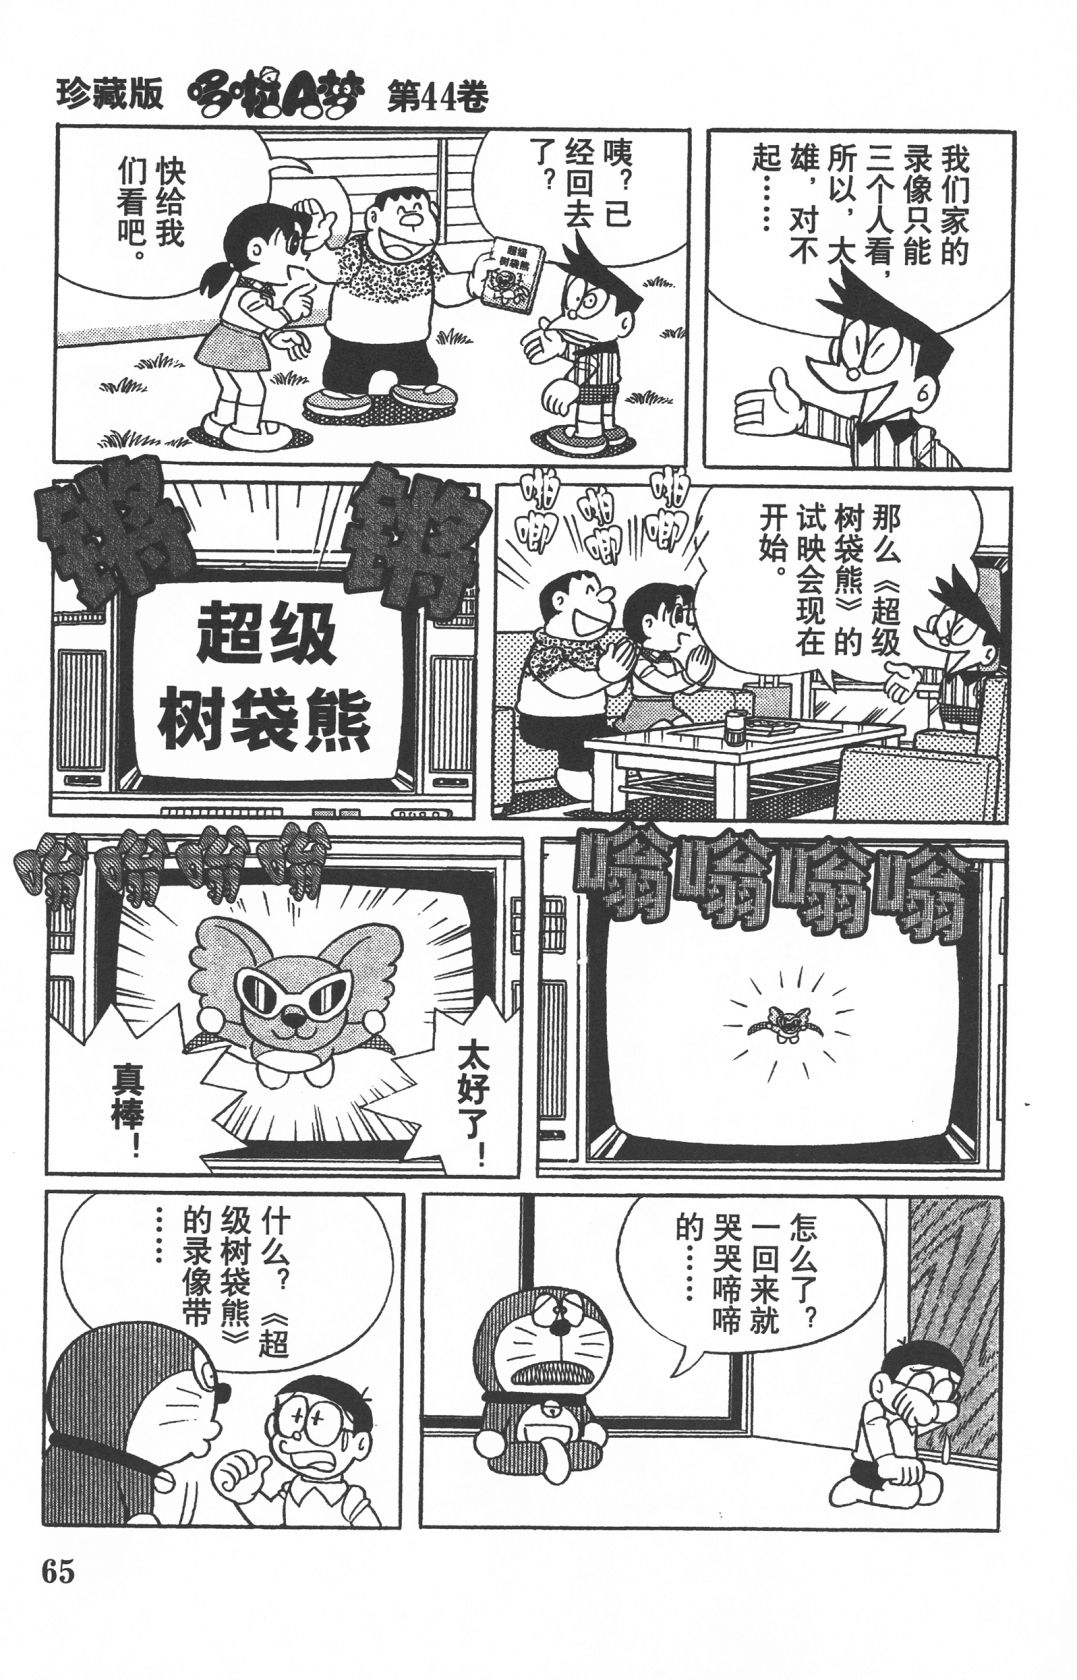 珍藏版 哆啦A梦 第44卷
我们家的
录像只能
三个人看，
所以，大
雄，对不
起……
咦？已
经回去
了？
超级
树袋熊
快给我
们看吧。
那么《超级
树袋熊》的
试映会现在
开始。
啪唧
啪唧
啪唧
锵 锵
超级
树袋熊
嗡嗡嗡嗡
嗡嗡嗡嗡
太好了！
真棒！
怎么了？
一回来就
哭哭啼啼
的……
什么？《超
级树袋熊》
的录像带
……
65